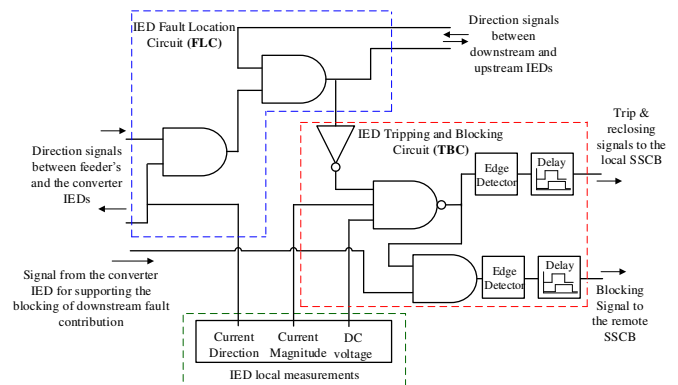 IED Fault Location
Circuit (FLC)
Direction signals
between
downstream and
upstream IEDs
IED Tripping and Blocking
Circuit (TBC)
Trip &
reclosing
signals to the
local SSCB
Direction signals
between feeder's
and the converter
IEDs
Edge
Detector
Delay
Signal from the converter
IED for supporting the
blocking of downstream fault
contribution
Edge
Detector
Delay
Blocking
Signal to
the remote
SSCB
Current
Direction
Current
Magnitude
DC
voltage
IED local measurements